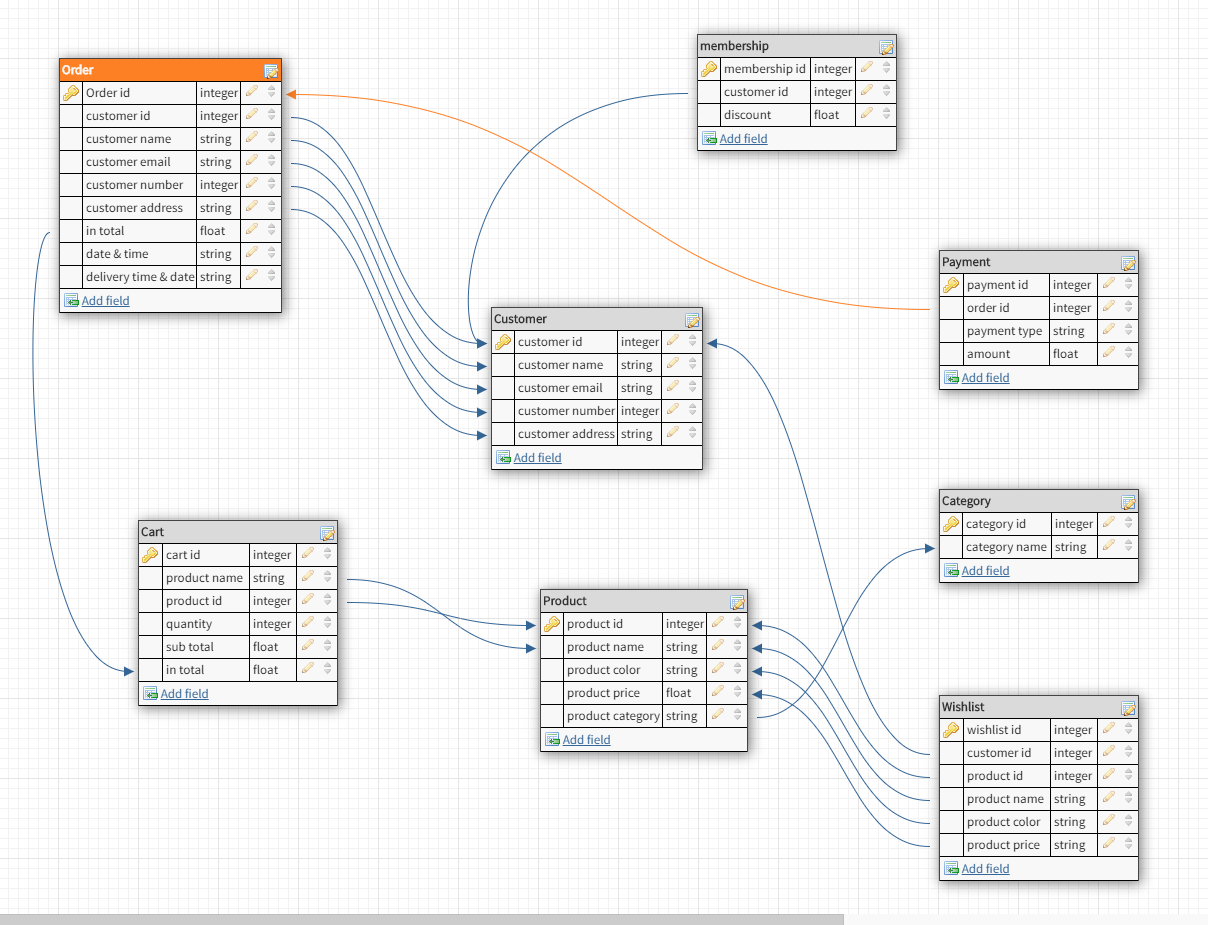 membership
membership id integer
customer id integer
discount float
Add field
Order
Order id integer
customer id integer
customer name string
customer email string
customer number integer
customer address string
in total float
date & time string
delivery time & date string
Add field
Payment
payment id integer
order id integer
payment type string
amount float
Add field
Customer
customer id integer
customer name string
customer email string
customer number integer
customer address string
Add field
Category
category id integer
category name string
Add field
Cart
cart id integer
product name string
product id integer
quantity integer
sub total float
in total float
Add field
Product
product id integer
product name string
product color string
product price float
product category string
Add field
Wishlist
wishlist id integer
customer id integer
product id integer
product name string
product color string
product price string
Add field